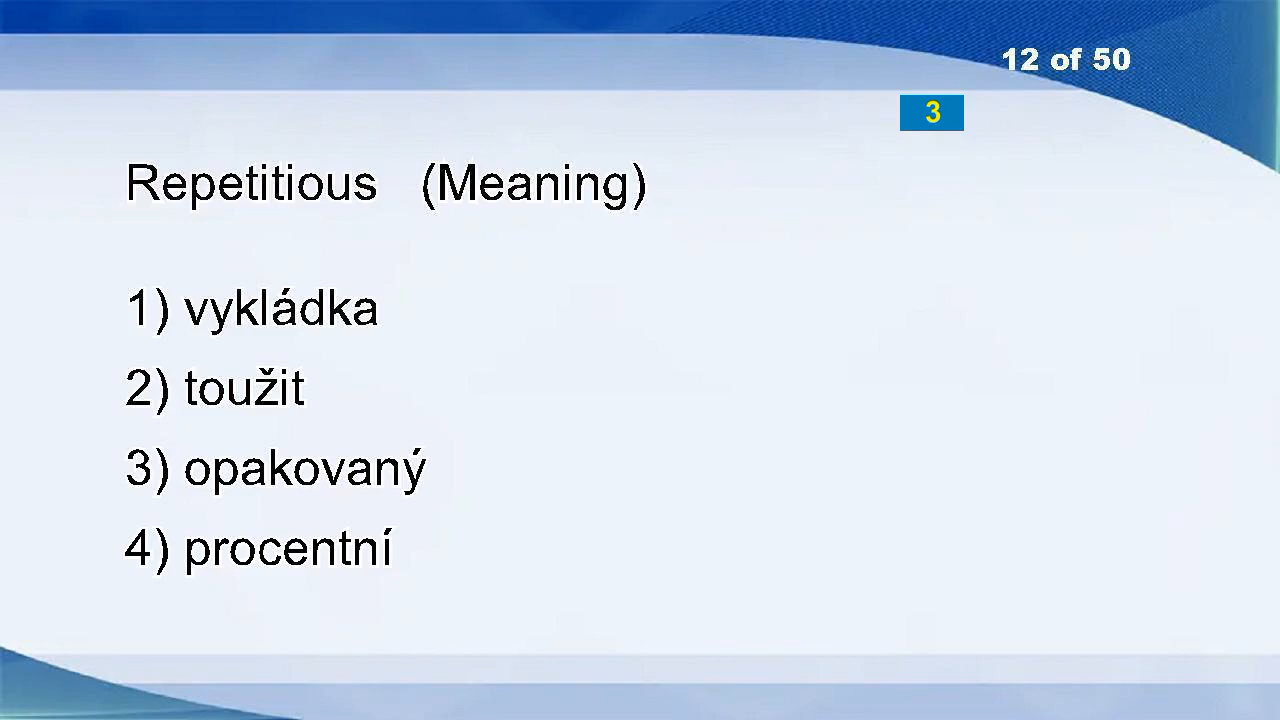 12 of 50
3
Repetitious (Meaning)
1) vykládka
2) toužit
3) opakovaný
4) procentní